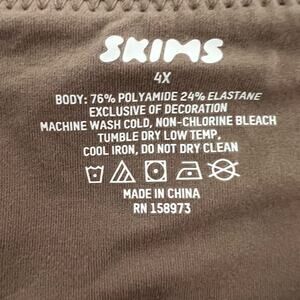 SKIMS
4X
BODY: 76% POLYAMIDE 24% ELASTANE
EXCLUSIVE OF DECORATION
MACHINE WASH COLD, NON-CHLORINE BLEACH
TUMBLE DRY LOW TEMP,
COOL IRON, DO NOT DRY CLEAN
MADE IN CHINA
RN 158973